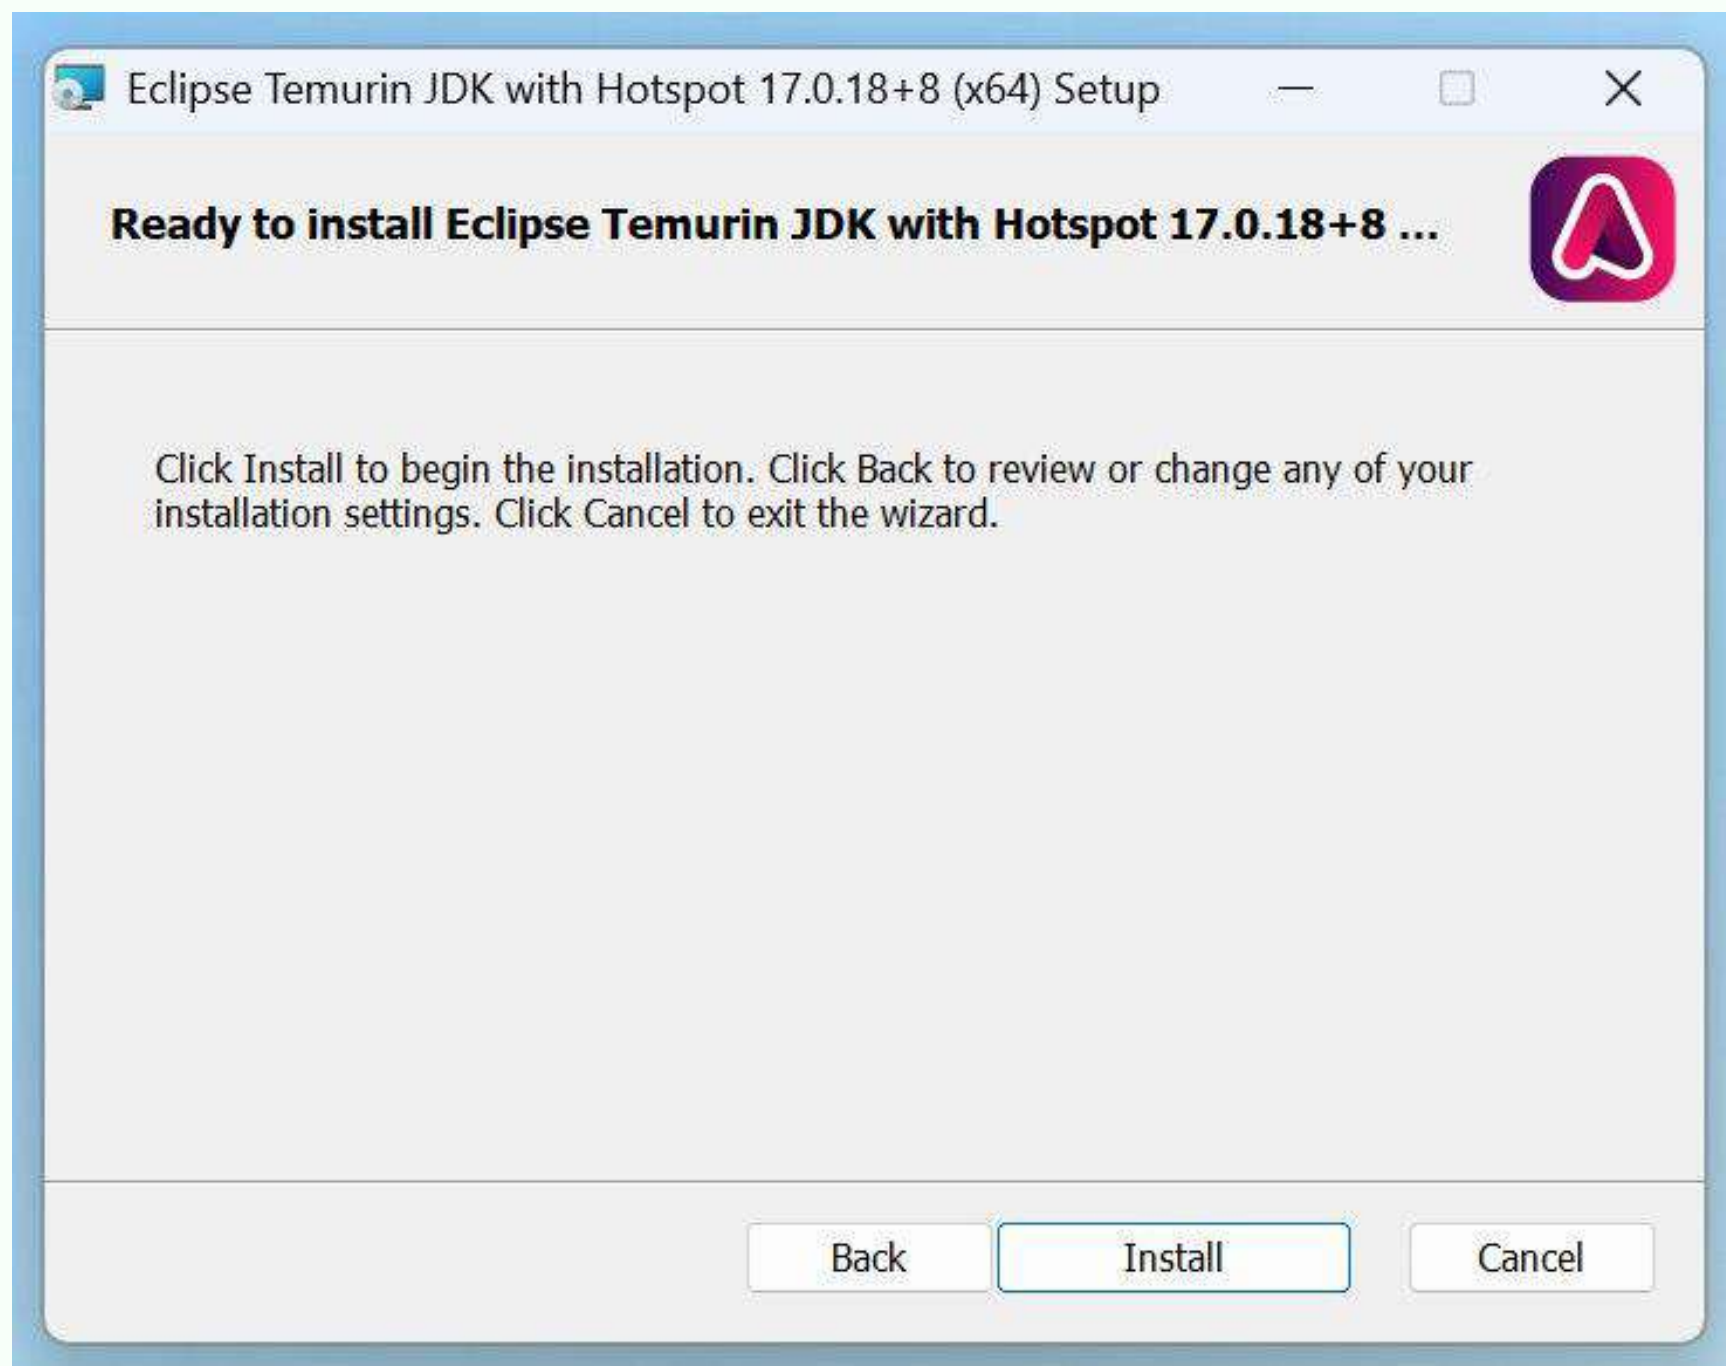 Eclipse Temurin JDK with Hotspot 17.0.18+8 (x64) Setup
Ready to install Eclipse Temurin JDK with Hotspot 17.0.18+8 ...
Click Install to begin the installation. Click Back to review or change any of your
installation settings. Click Cancel to exit the wizard.
Back
Install
Cancel